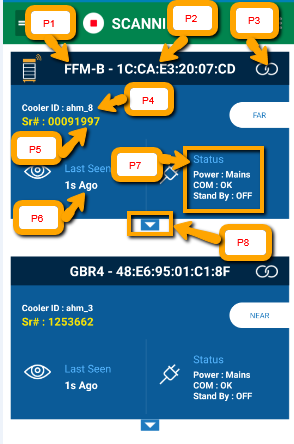 P1
P2
P3
SCANNI
FFM-B - 1C:CA:E3:20:07:CD
P4
Cooler ID : ahm_8
Sr# : 00091997
FAR
P5
P7
Last Seen
Status
1s Ago
Power : Mains
COM : OK
Stand By : OFF
P6
P8
GBR4 - 48:E6:95:01:C1:8F
Cooler ID : ahm_3
Sr# : 1253662
NEAR
Last Seen
Status
1s Ago
Power : Mains
COM : OK
Stand By : OFF